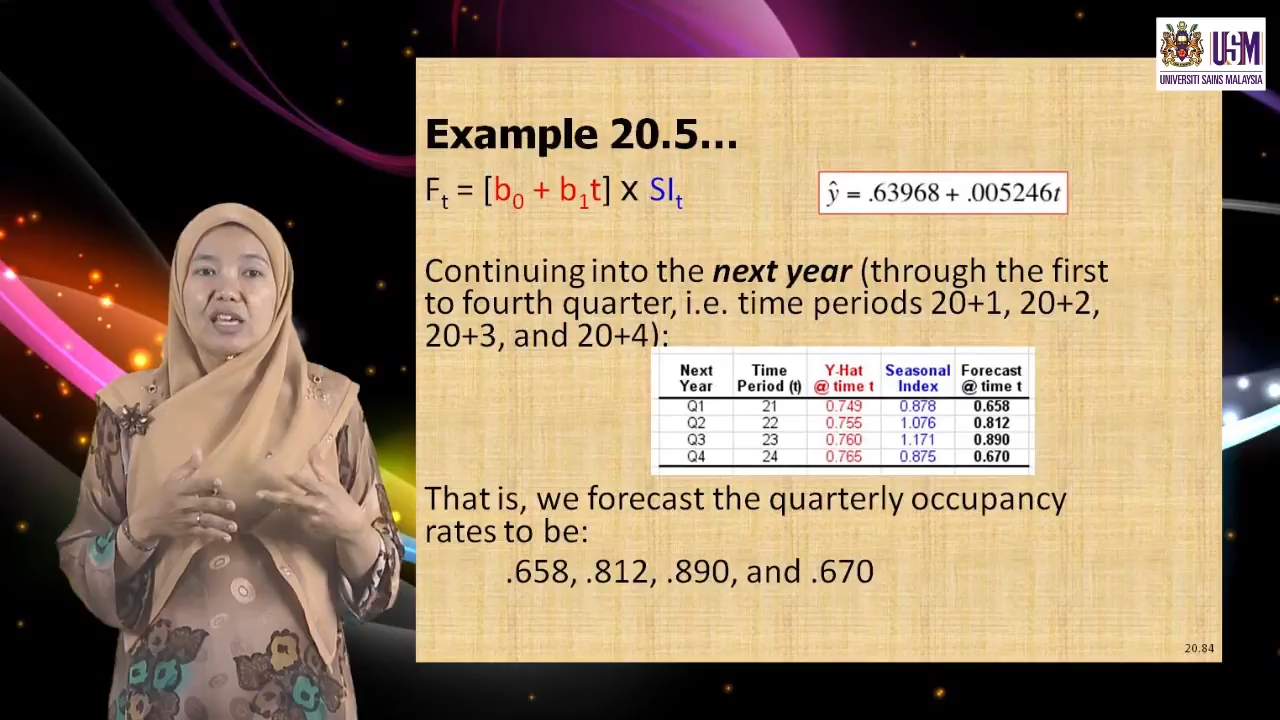 USM
UNIVERSITI SAINS MALAYSIA
Example 20.5...
Fₜ = [b₀ + b₁t] x SIₜ
ŷ = .63968 + .005246t
Continuing into the next year (through the first
to fourth quarter, i.e. time periods 20+1, 20+2,
20+3, and 20+4):
Next Year Time Period (t) Y-Hat @ time t Seasonal Index Forecast @ time t
Q1 21 0.749 0.878 0.658
Q2 22 0.755 1.076 0.812
Q3 23 0.760 1.171 0.890
Q4 24 0.765 0.875 0.670
That is, we forecast the quarterly occupancy
rates to be:
.658, .812, .890, and .670
20.84